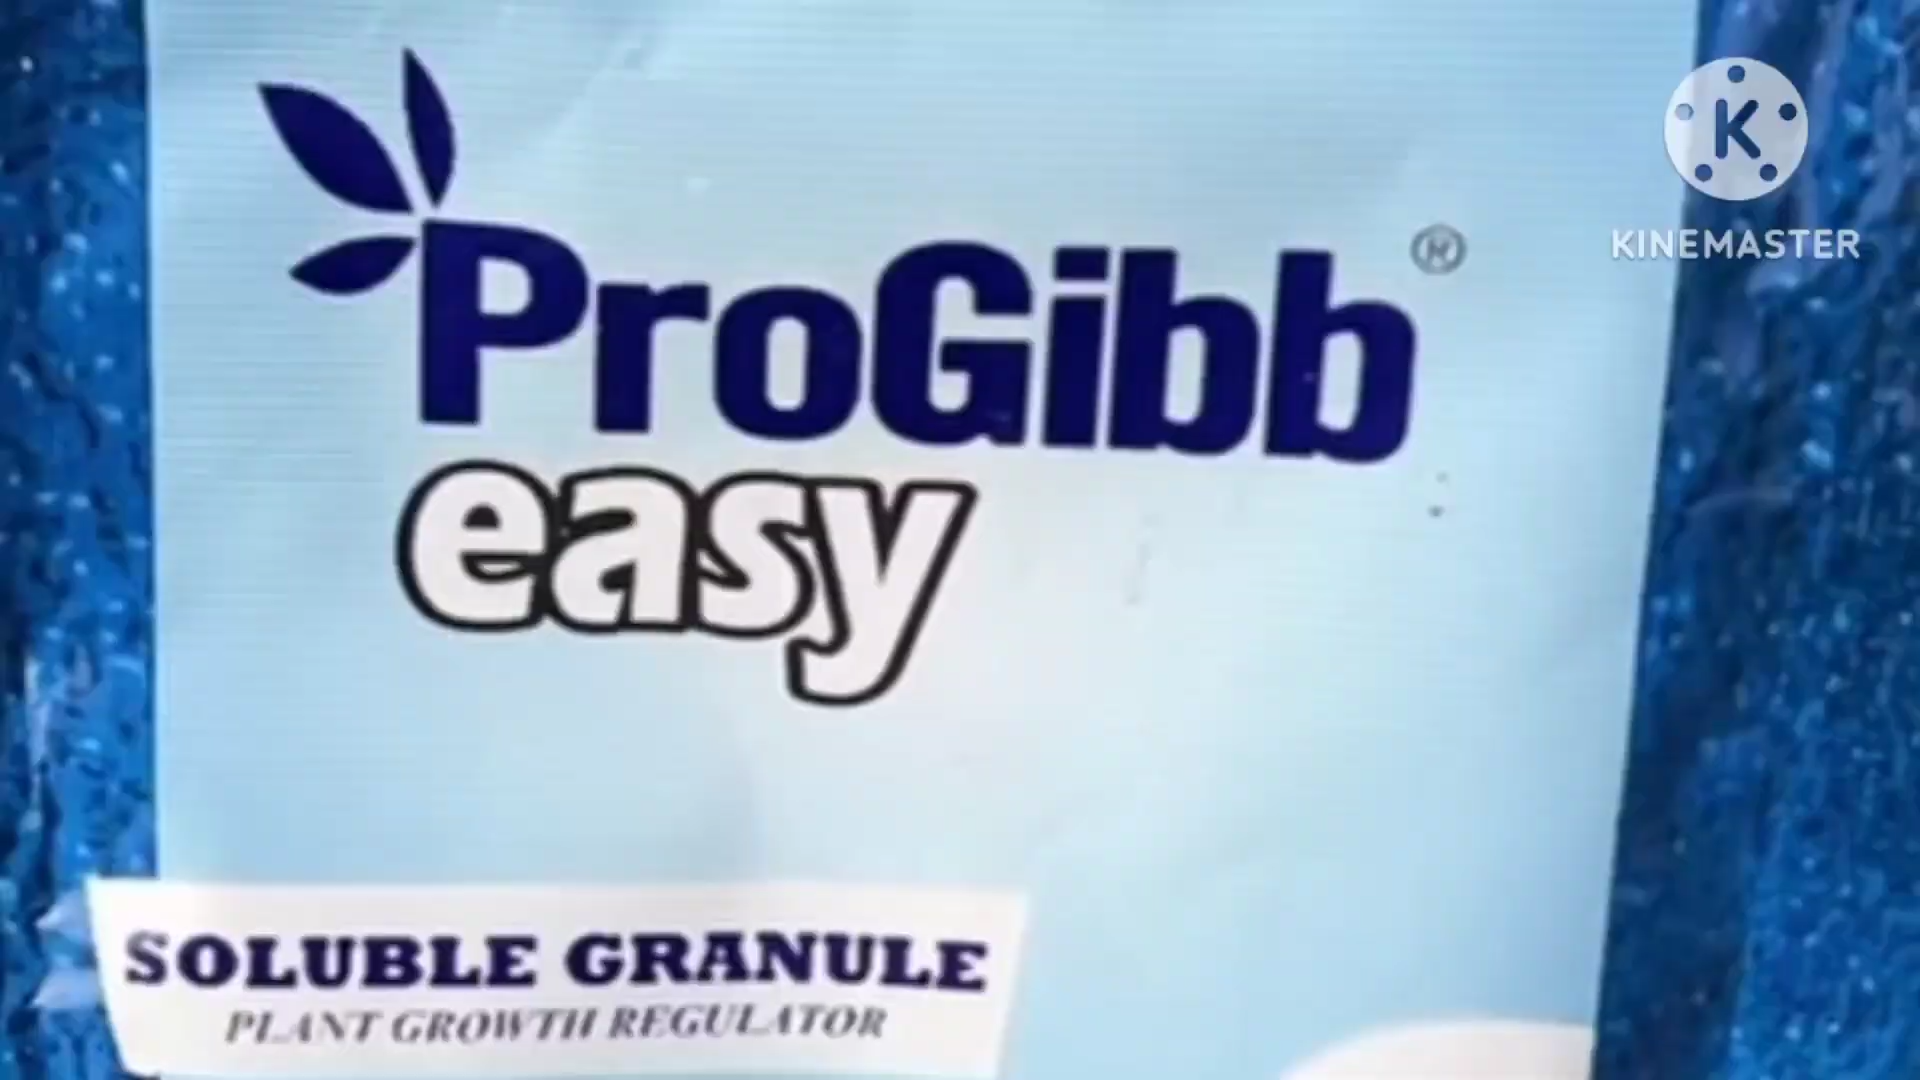 ProGibb®
easy
SOLUBLE GRANULE
PLANT GROWTH REGULATOR
K
KINEMASTER